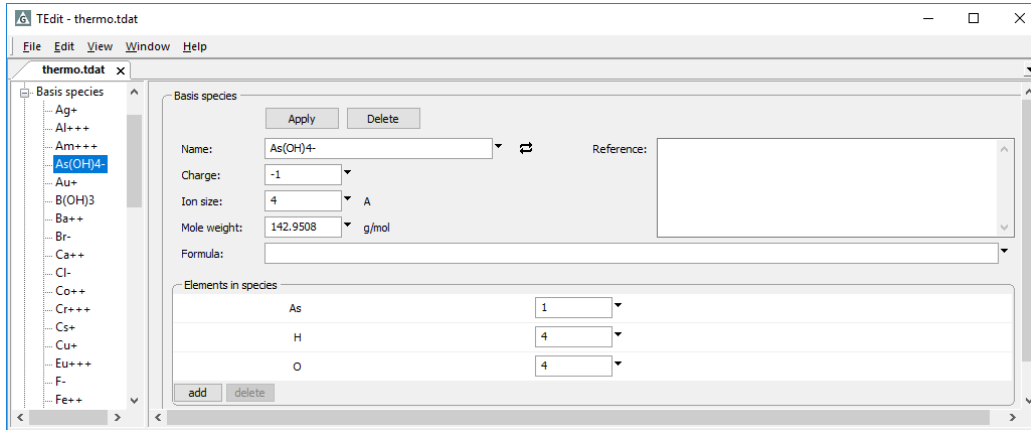 TEdit - thermo.tdat
File Edit View Window Help
thermo.tdat x
Basis species
Ag+
Al+++
Am+++
As(OH)4-
Au+
B(OH)3
Ba++
Br-
Ca++
Cl-
Co++
Cr+++
Cs+
Cu+
Eu+++
F-
Fe++
Basis species
Apply Delete
Name: As(OH)4- Reference:
Charge: -1
Ion size: 4 A
Mole weight: 142.9508 g/mol
Formula:
Elements in species
As 1
H 4
O 4
add delete